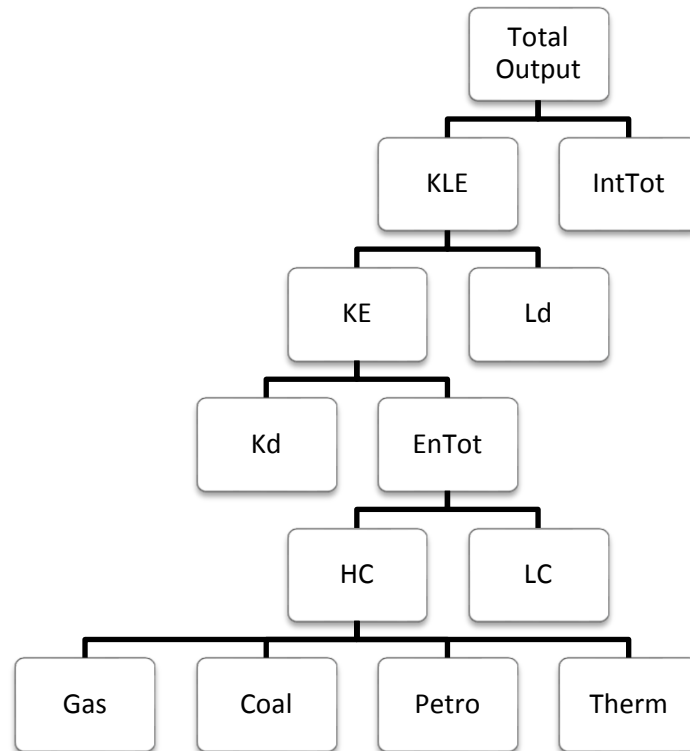 Total
Output
KLE
IntTot
KE
Ld
Kd
EnTot
HC
LC
Gas
Coal
Petro
Therm